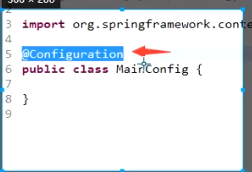 3 import org.springframework.conte
4
5 @Configuration
6 public class MainConfig {
7
8 }
9